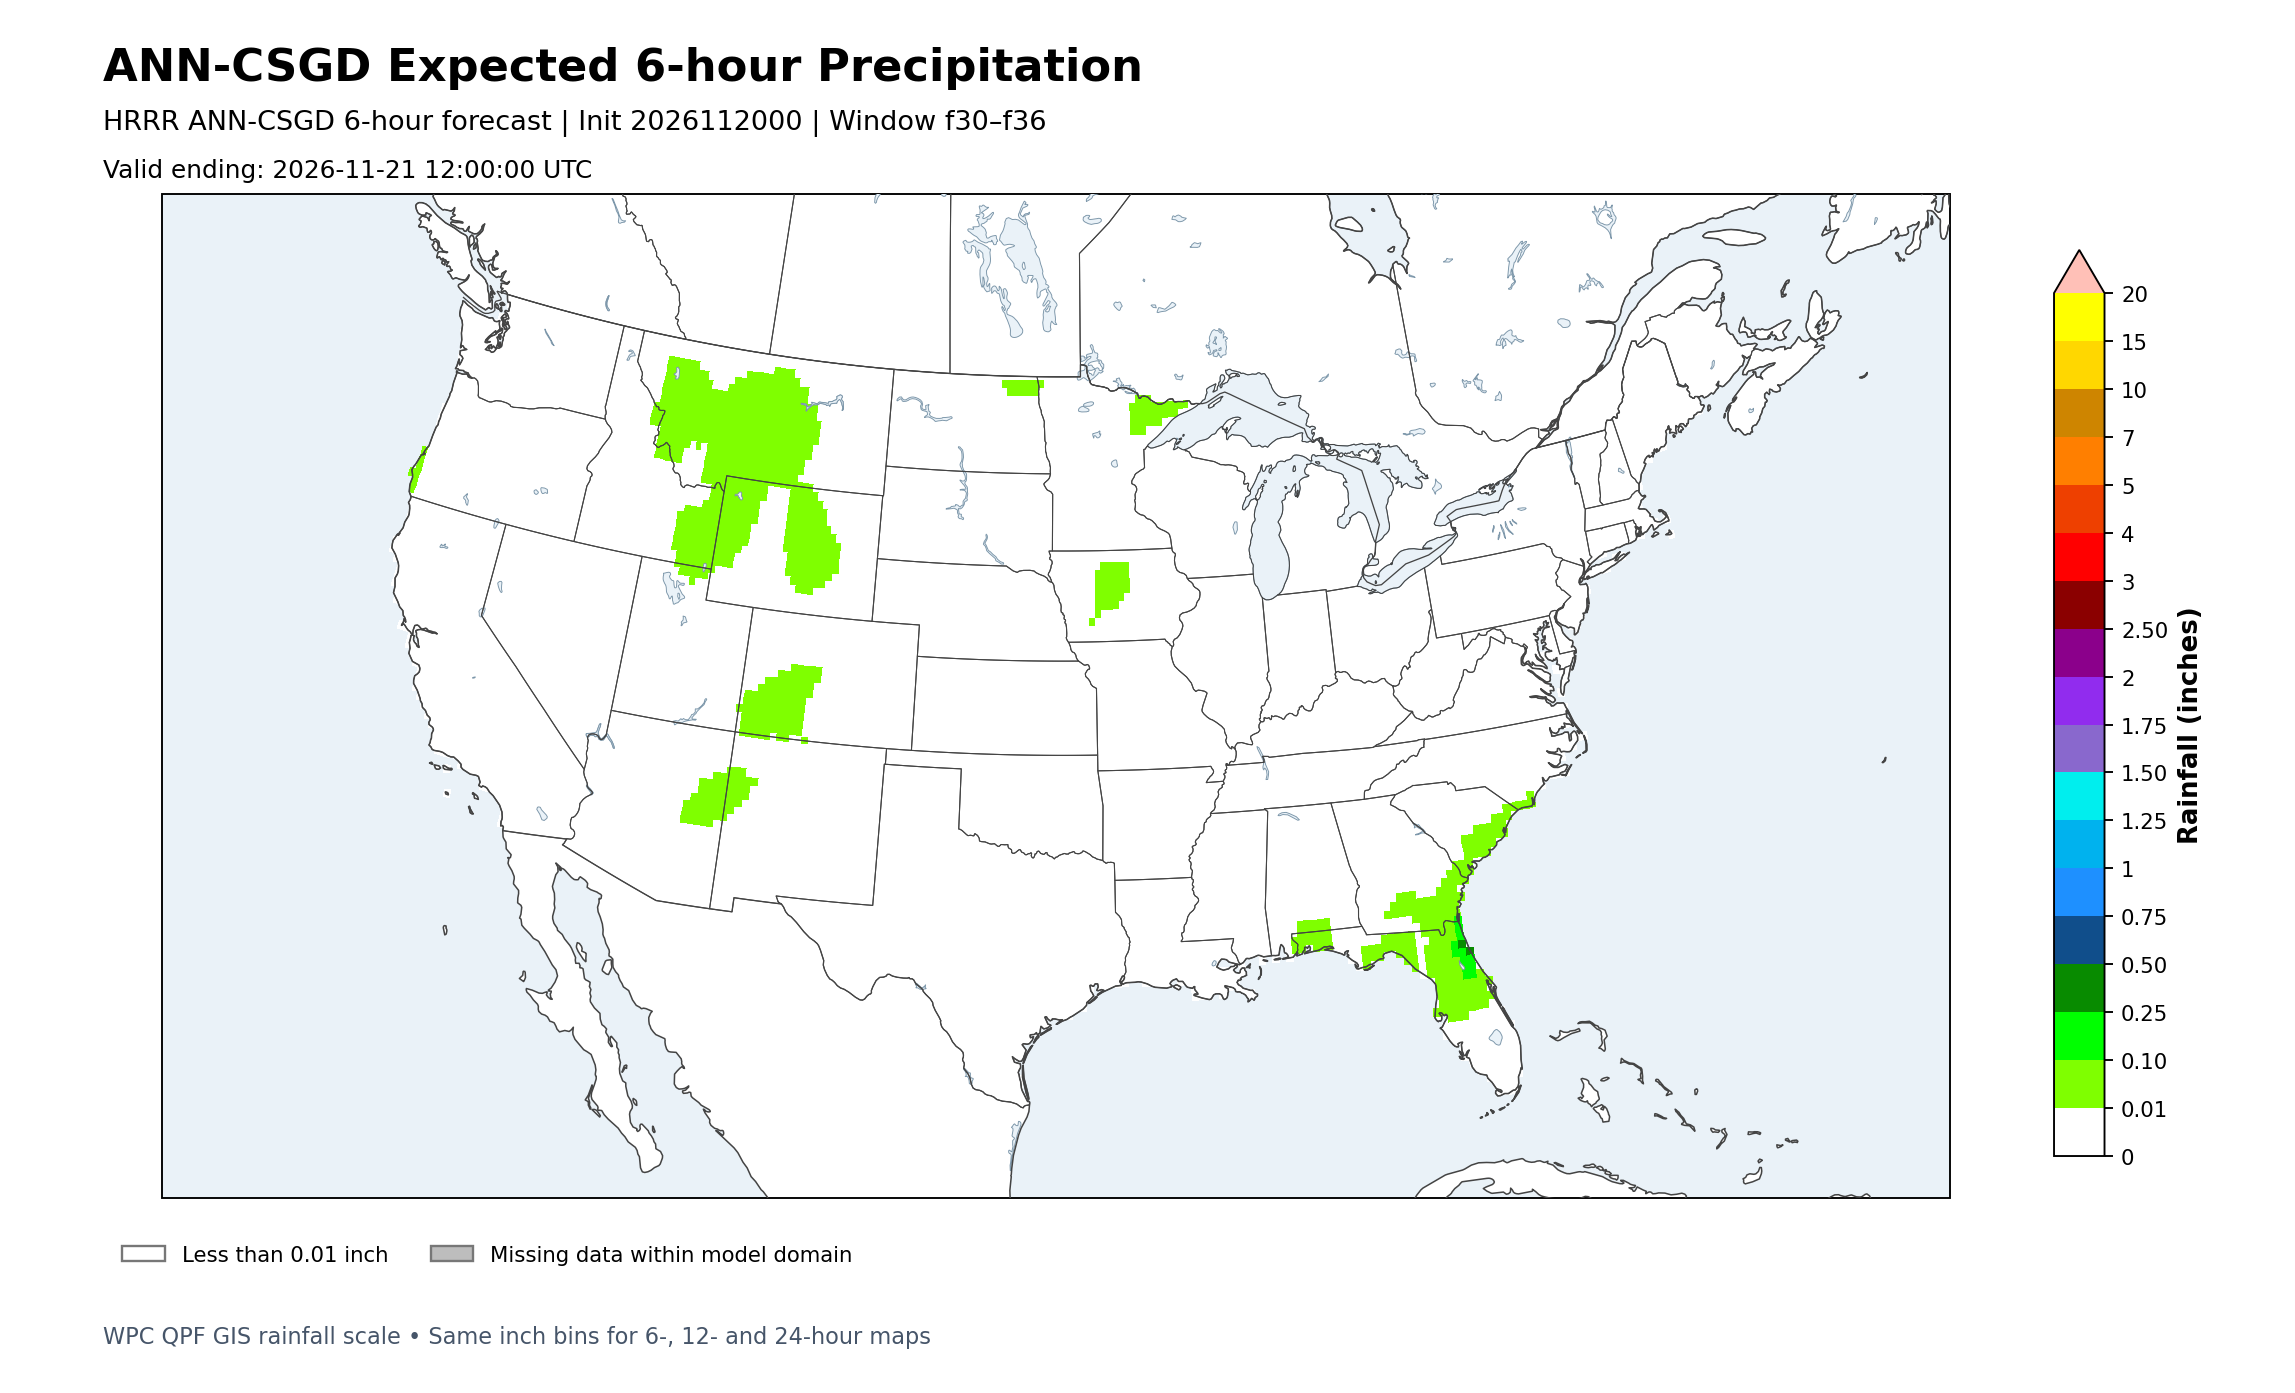 ANN-CSGD Expected 6-hour Precipitation
HRRR ANN-CSGD 6-hour forecast | Init 2026112000 | Window f30–f36
Valid ending: 2026-11-21 12:00:00 UTC
20
15
10
7
5
4
3
2.50
2
1.75
1.50
1.25
1
0.75
0.50
0.25
0.10
0.01
0
Rainfall (inches)
Less than 0.01 inch
Missing data within model domain
WPC QPF GIS rainfall scale • Same inch bins for 6-, 12- and 24-hour maps